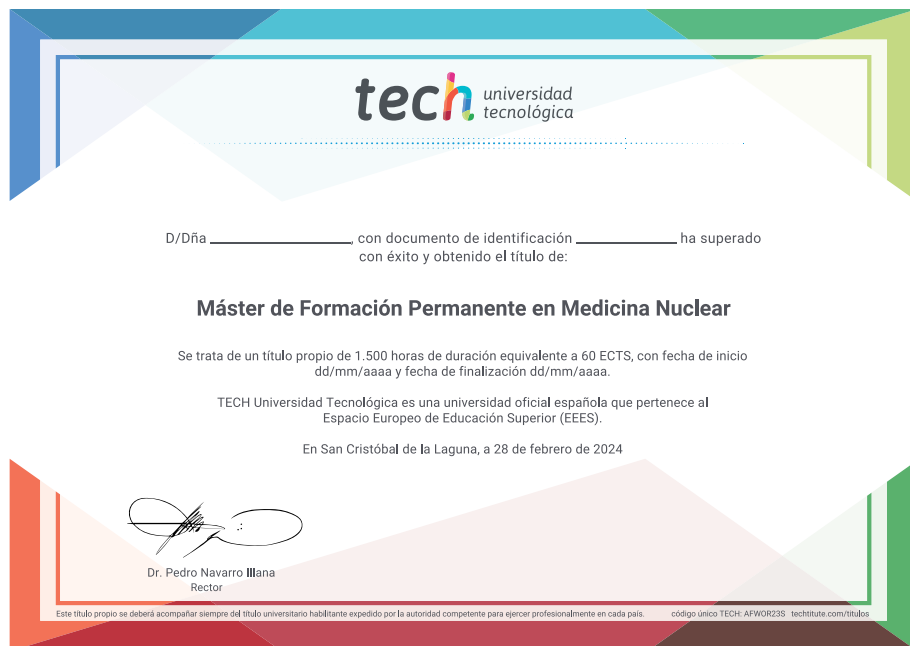 tech universidad
tecnológica
D/Dña ____________, con documento de identificación ____________ ha superado
con éxito y obtenido el título de:
Máster de Formación Permanente en Medicina Nuclear
Se trata de un título propio de 1.500 horas de duración equivalente a 60 ECTS, con fecha de inicio
dd/mm/aaaa y fecha de finalización dd/mm/aaaa.
TECH Universidad Tecnológica es una universidad oficial española que pertenece al
Espacio Europeo de Educación Superior (EEES).
En San Cristóbal de la Laguna, a 28 de febrero de 2024
Dr. Pedro Navarro Illana
Rector
Este título propio se deberá acompañar siempre del título universitario habilitante expedido por la autoridad competente para ejercer profesionalmente en cada país. código único TECH: AFWOR23S techtitute.com/titulos